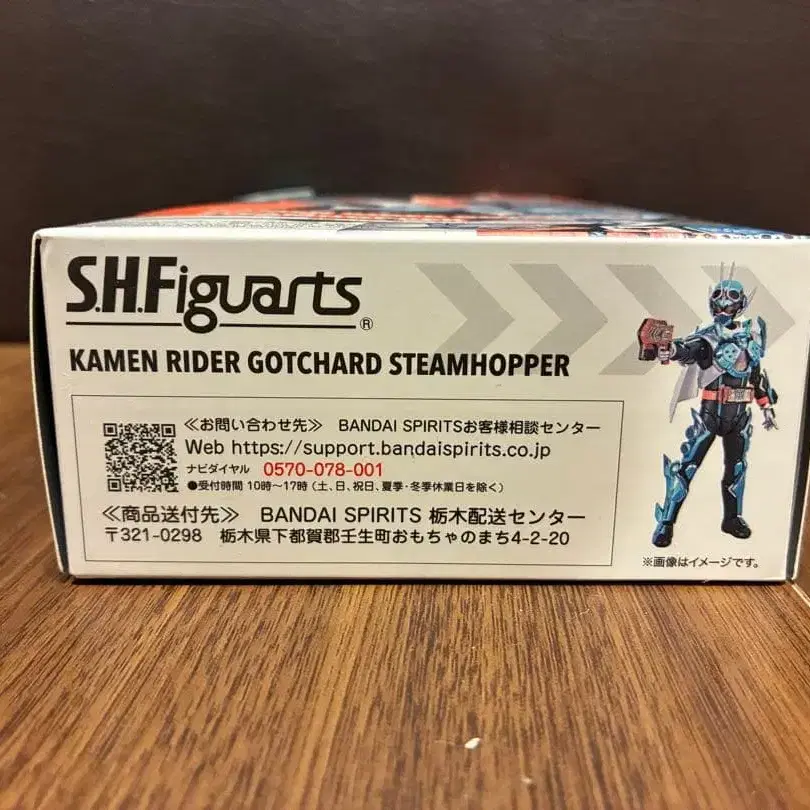 S.H.Figuarts®
KAMEN RIDER GOTCHARD STEAMHOPPER
≪お問い合わせ先≫ BANDAI SPIRITSお客様相談センター
Web https://support.bandaispirits.co.jp
ナビダイヤル 0570-078-001
●受付時間 10時~17時 (土、日、祝日、夏季・冬季休業日を除く)
≪商品送付先≫ BANDAI SPIRITS 栃木配送センター
〒321-0298 栃木県下都賀郡壬生町おもちゃのまち4-2-20
※画像はイメージです。